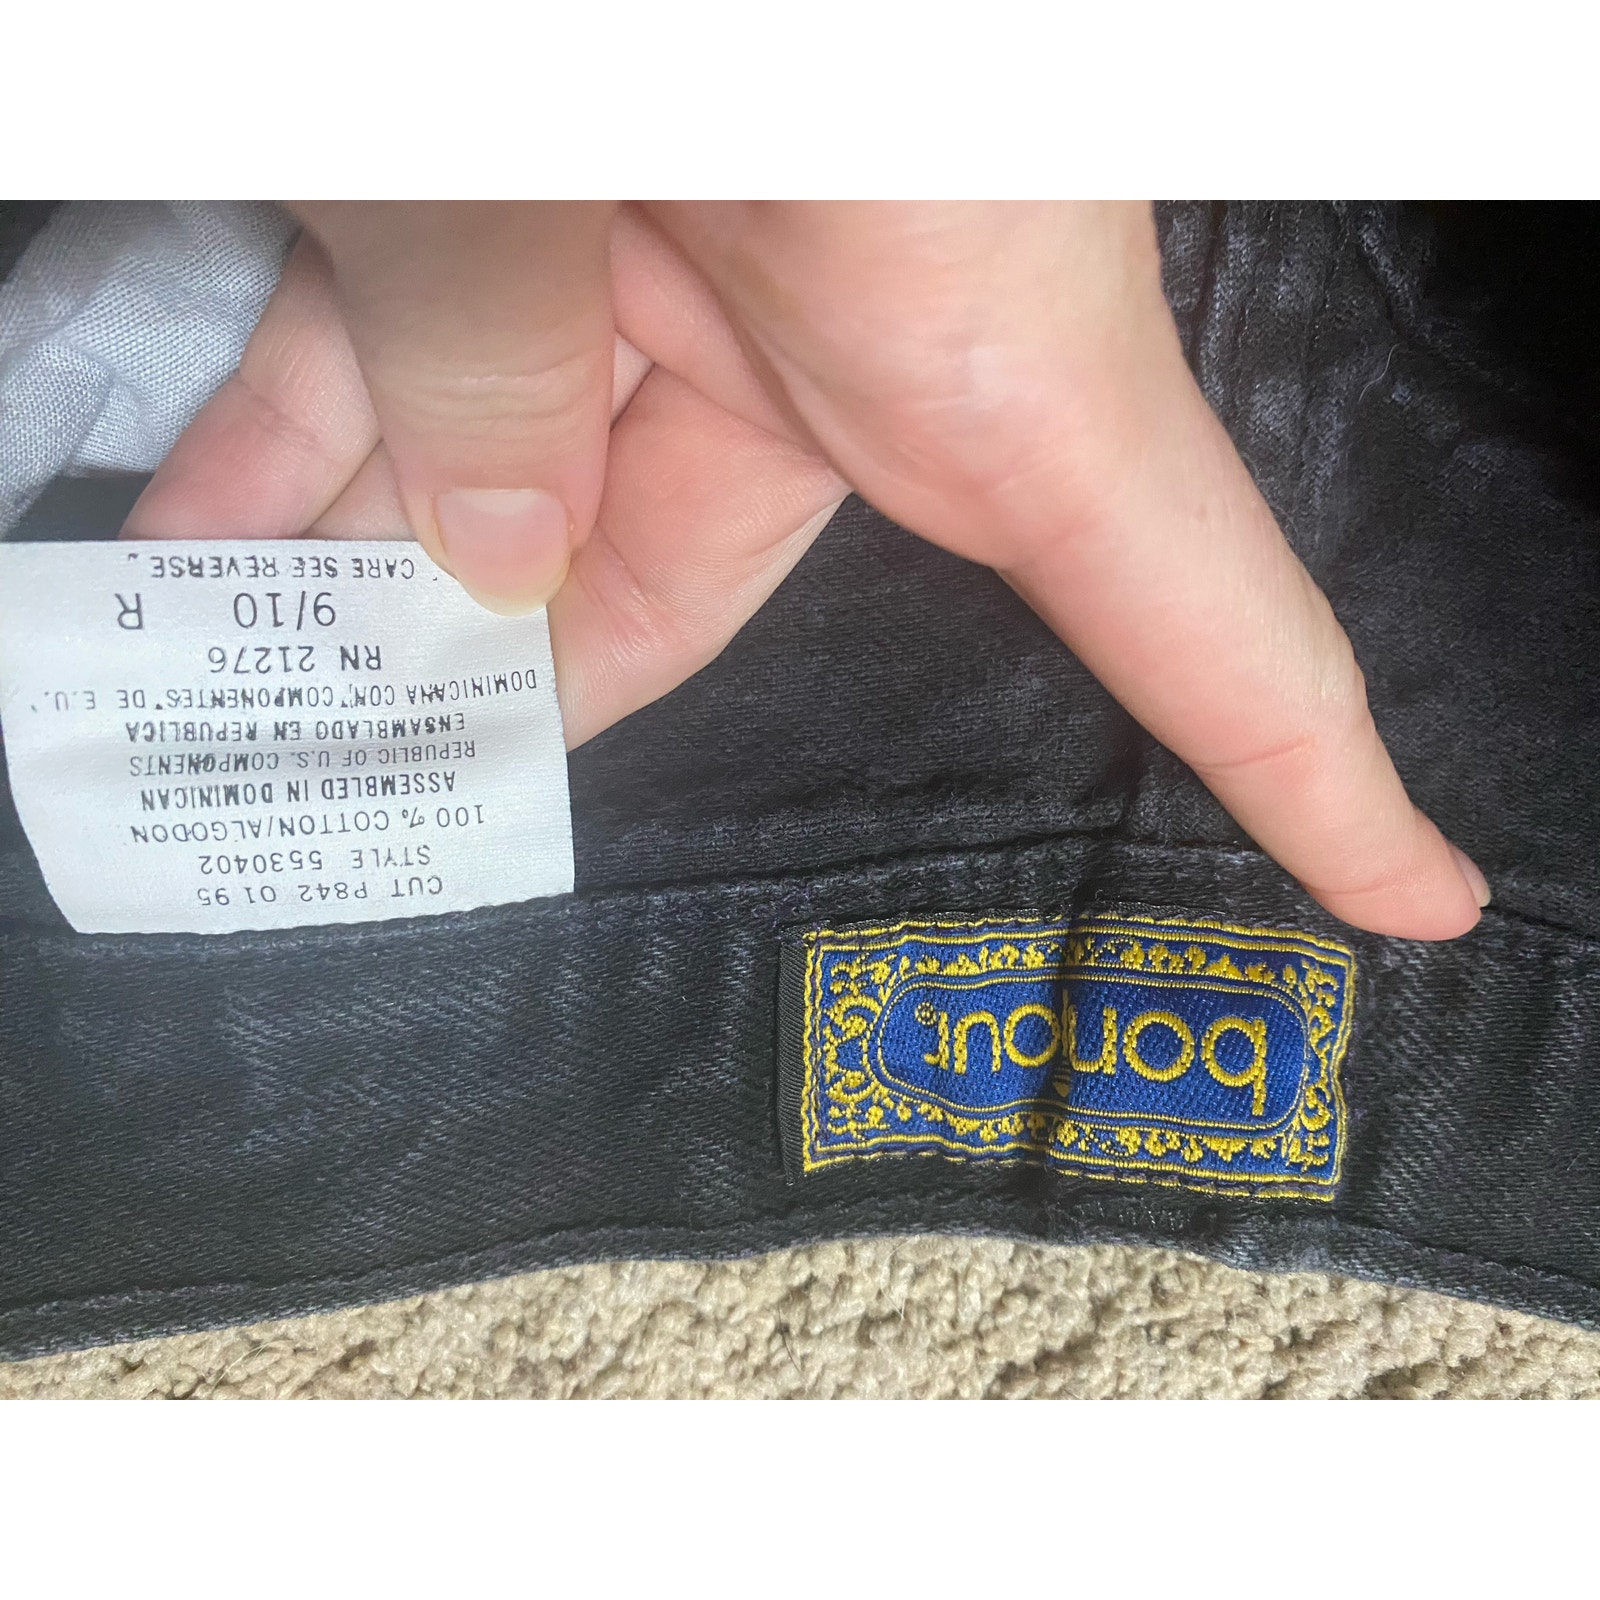 CUT P842 01 95
STYLE 5530402
100 % COTTON/ALGODON
ASSEMBLED IN DOMINICAN
REPUBLIC OF U.S. COMPONENTS
ENSAMBLADO EN REPUBLICA
DOMINICANA CON COMPONENTES DE E.U.
RN 21276
9/10 R
CARE SEE REVERSE
bonjour®